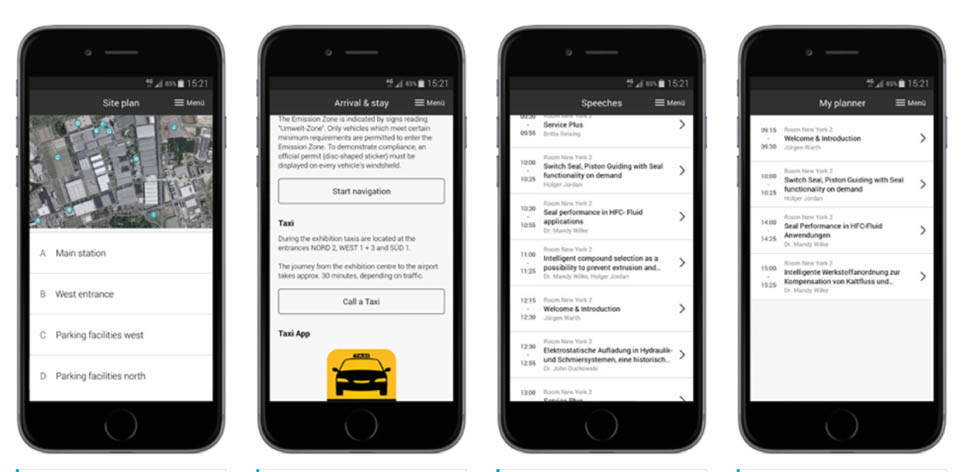 4G 85% 15:21
Site plan
Menü
A Main station
B West entrance
C Parking facilities west
D Parking facilities north
4G 85% 15:21
Arrival & stay
Menü
The Emission Zone is indicated by signs reading
"Umwelt-Zone". Only vehicles which meet certain
minimum requirements are permitted to enter the
Emission Zone. To demonstrate compliance, an
official permit (disc-shaped sticker) must be
displayed on every vehicle's windshield.
Start navigation
Taxi
During the exhibition taxis are located at the
entrances NORD 2, WEST 1 + 3 and SÜD 1.
The journey from the exhibition centre to the airport
takes approx. 30 minutes, depending on traffic.
Call a Taxi
Taxi App
TAXI
4G 85% 15:21
Speeches
Menü
Room New York 2
09:30 - 09:55
Service Plus
Britta Reising
Room New York 2
10:00 - 10:25
Switch Seal, Piston Guiding with Seal
functionality on demand
Holger Jordan
Room New York 2
10:30 - 10:55
Seal performance in HFC- Fluid
applications
Dr. Mandy Wilke
Room New York 2
11:00 - 11:25
Intelligent compound selection as a
possibility to prevent extrusion and...
Dr. Mandy Wilke, Holger Jordan
Room New York 2
12:15 - 12:30
Welcome & Introduction
Jürgen Warth
Room New York 2
12:30 - 12:55
Elektrostatische Aufladung in Hydraulik-
und Schmiersystemen, eine historisch...
Dr. John Duchowski
Room New York 2
13:00
Service Plus
4G 85% 15:21
My planner
Menü
Room New York 2
09:15 - 09:30
Welcome & Introduction
Jürgen Warth
Room New York 2
10:00 - 10:25
Switch Seal, Piston Guiding with Seal
functionality on demand
Holger Jordan
Room New York 2
14:00 - 14:25
Seal Performance in HFC-Fluid
Anwendungen
Dr. Mandy Wilke
Room New York 2
15:00 - 15:25
Intelligente Werkstoffanordnung zur
Kompensation von Kaltfluss und...
Dr. Mandy Wilke